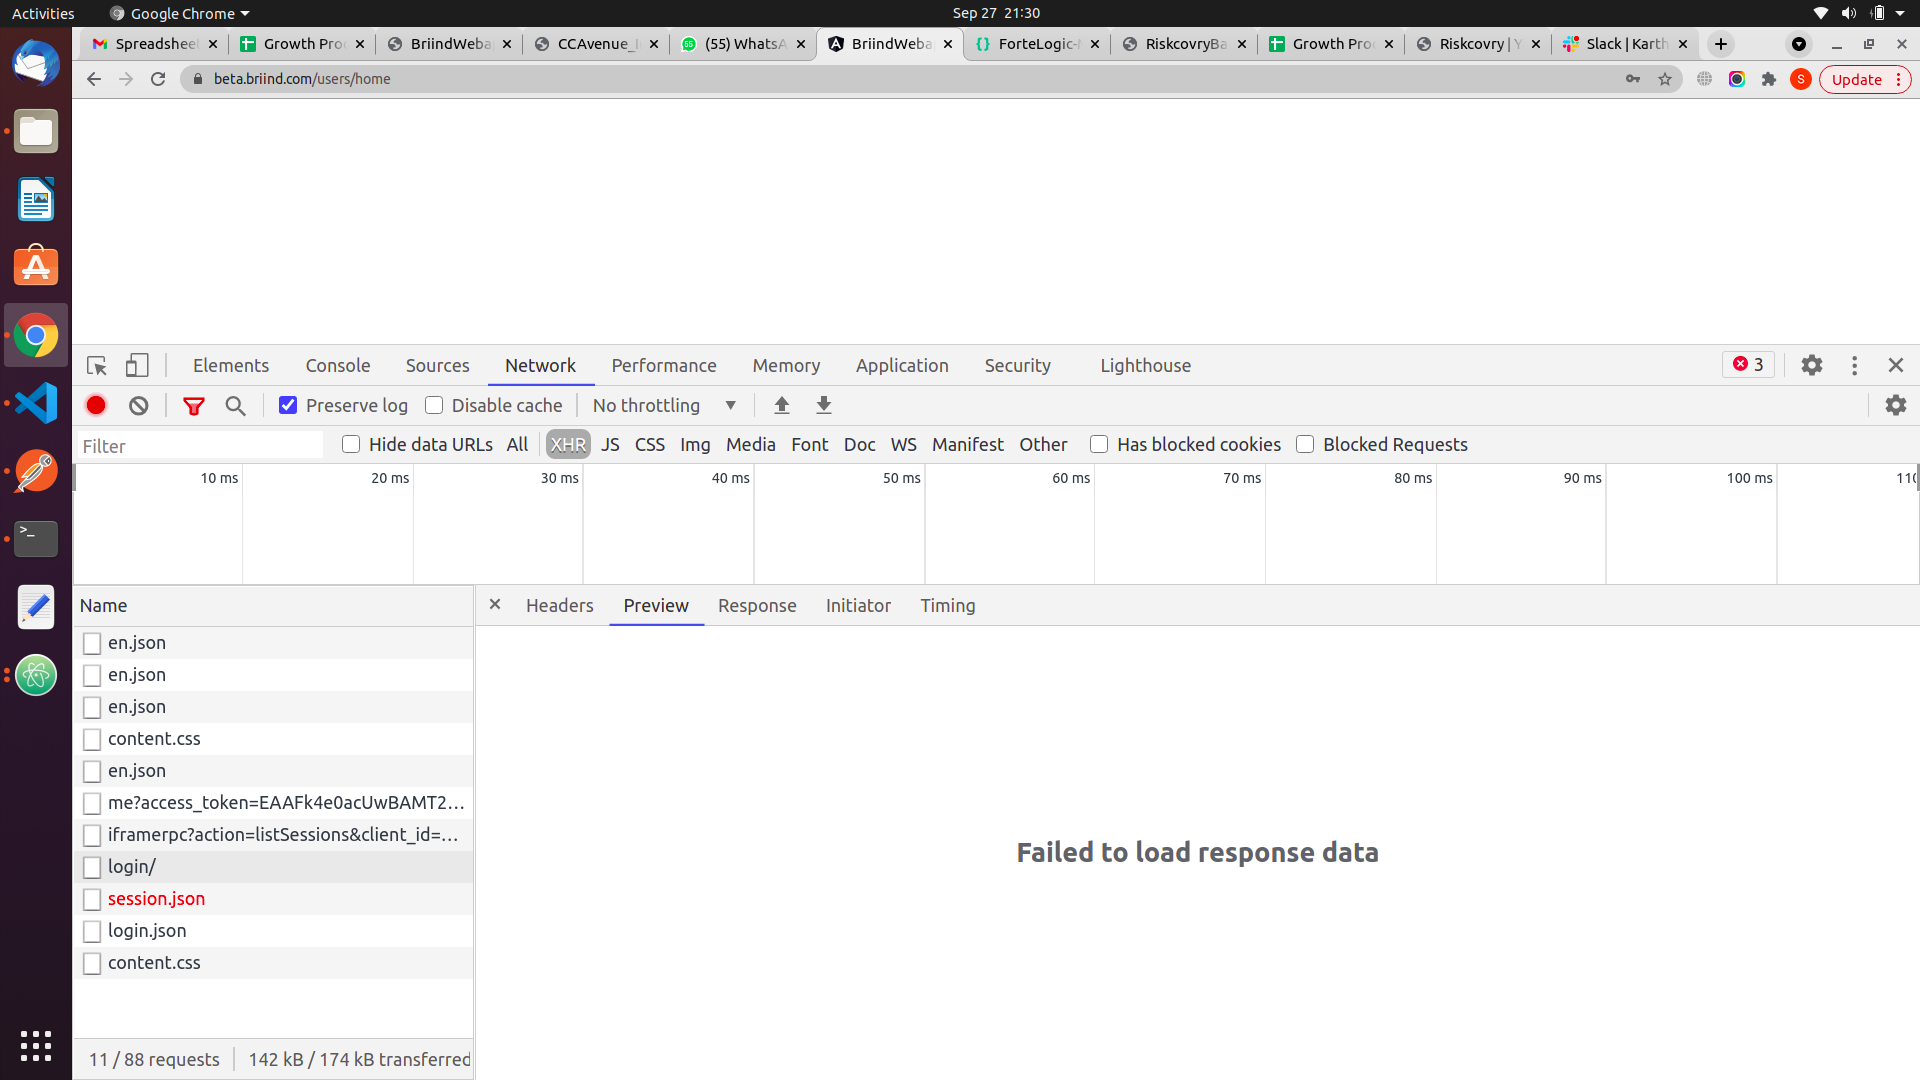 Activities Google Chrome Sep 27 21:30
Spreadshee Growth Pro BriindWeba CCAvenue_I (55) WhatsA BriindWeba ForteLogic- RiskcovryBa Growth Pro Riskcovry | Y Slack | Karth
beta.briind.com/users/home S Update
Elements Console Sources Network Performance Memory Application Security Lighthouse 3
Preserve log Disable cache No throttling
Filter Hide data URLs All XHR JS CSS Img Media Font Doc WS Manifest Other Has blocked cookies Blocked Requests
10 ms 20 ms 30 ms 40 ms 50 ms 60 ms 70 ms 80 ms 90 ms 100 ms 110
Name Headers Preview Response Initiator Timing
en.json
en.json
en.json
content.css
en.json
me?access_token=EAAFk4e0acUwBAMT2…
iframerpc?action=listSessions&client_id=…
Failed to load response data
login/
session.json
login.json
content.css
11 / 88 requests 142 kB / 174 kB transferred